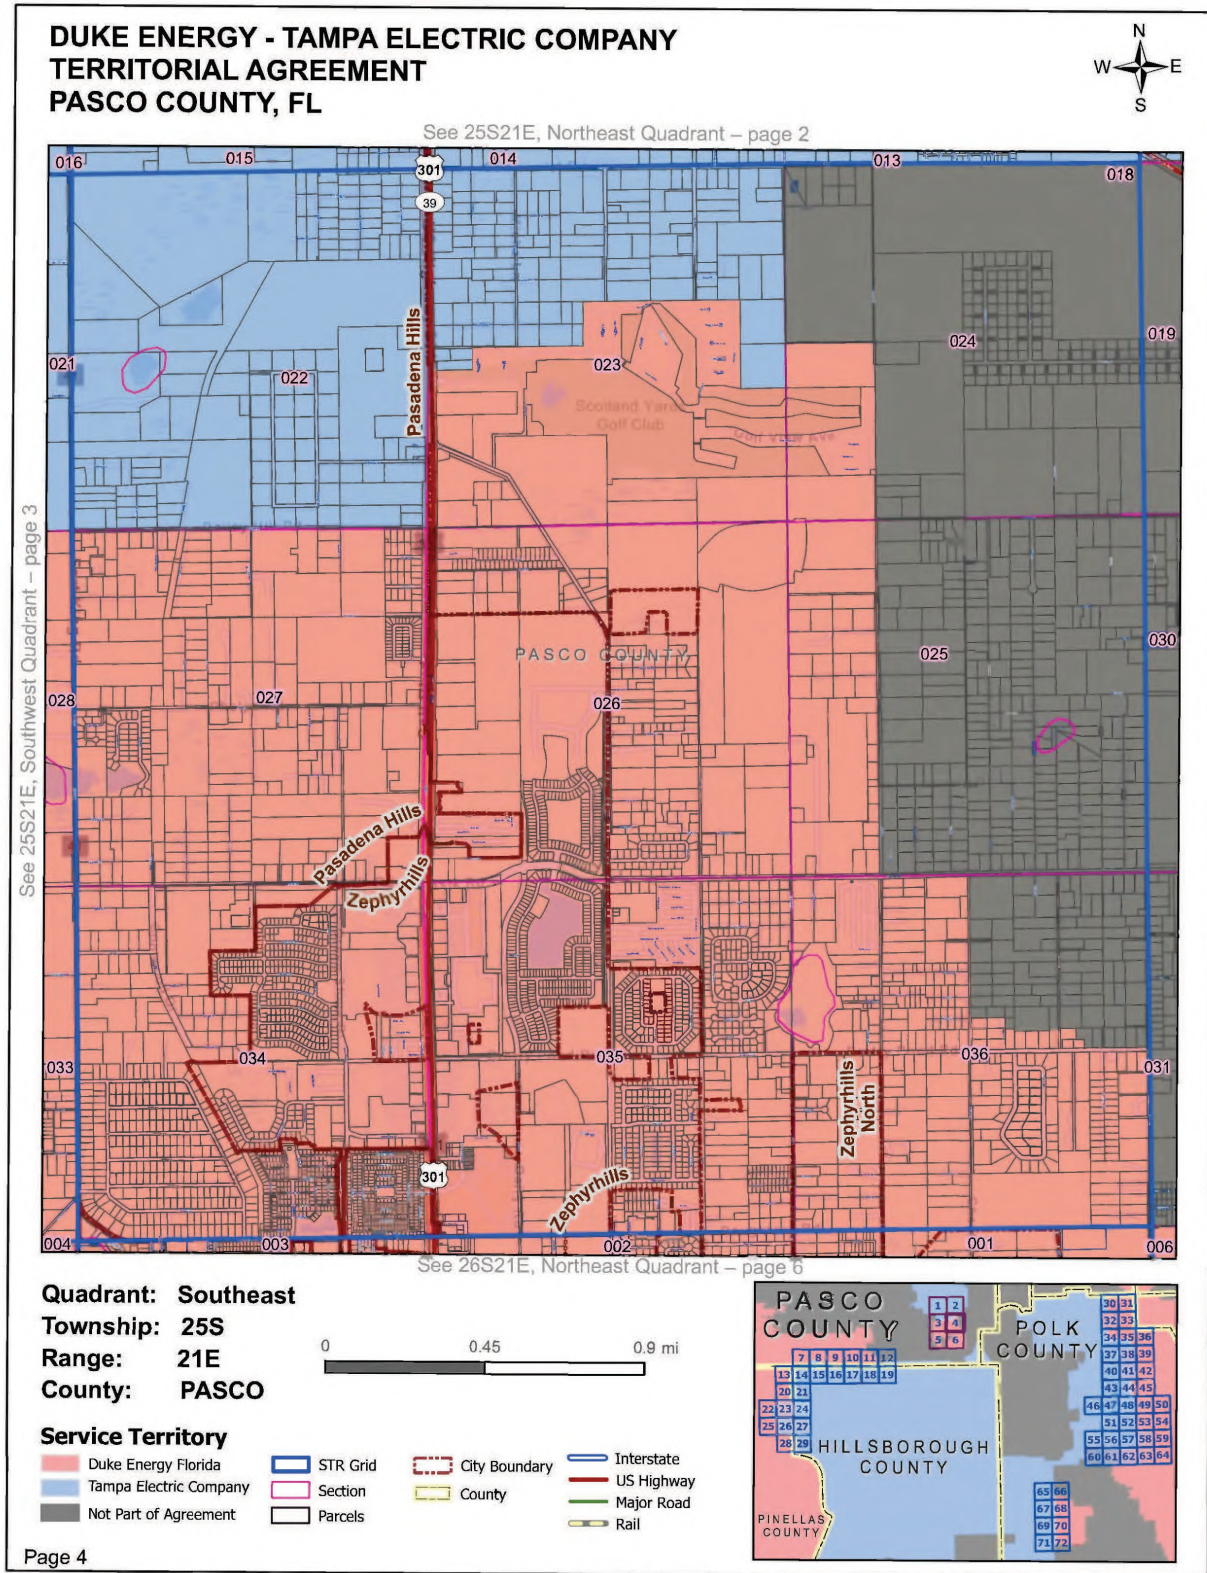 DUKE ENERGY - TAMPA ELECTRIC COMPANY
TERRITORIAL AGREEMENT
PASCO COUNTY, FL
N
W E
S
See 25S21E, Northeast Quadrant – page 2
016 015 301 014 013 018
39
Pasadena Hills
021 022 023 024 019
Scotland Yards
Golf Club
Golf View Ave
See 25S21E, Southwest Quadrant – page 3
PASCO COUNTY
025 030
028 027 026
Pasadena Hills
Zephyrhills
033 034 035 036 031
Zephyrhills North
301
Zephyrhills
004 003 002 001 006
See 26S21E, Northeast Quadrant – page 6
Quadrant: Southeast
Township: 25S
Range: 21E
County: PASCO
0 0.45 0.9 mi
Service Territory
Duke Energy Florida
Tampa Electric Company
Not Part of Agreement
STR Grid
Section
Parcels
City Boundary
County
Interstate
US Highway
Major Road
Rail
PASCO COUNTY
POLK COUNTY
HILLSBOROUGH COUNTY
PINELLAS COUNTY
1 2
3 4
5 6
7 8 9 10 11 12
13 14 15 16 17 18 19
20 21
22 23 24
25 26 27
28 29
30 31
32 33
34 35 36
37 38 39
40 41 42
43 44 45
46 47 48 49 50
51 52 53 54
55 56 57 58 59
60 61 62 63 64
65 66
67 68
69 70
71 72
Page 4